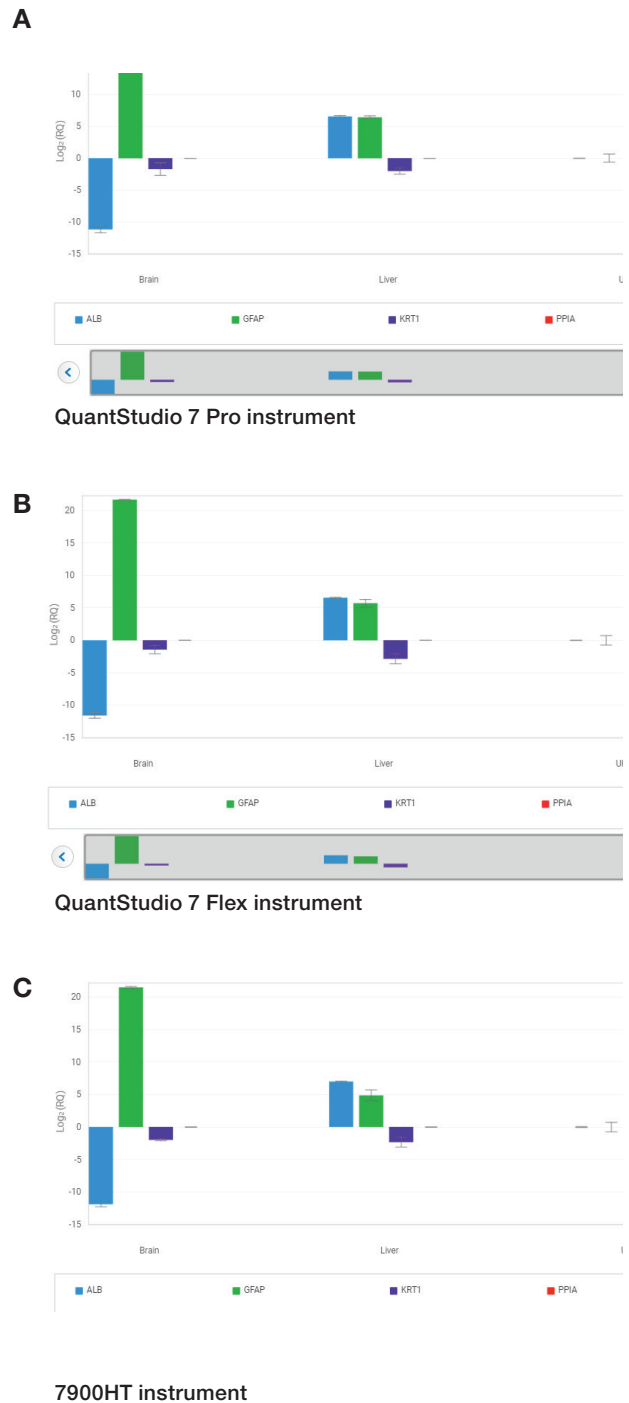 A
10
5
0
-5
-10
-15
Log₂(RQ)
Brain Liver U
ALB GFAP KRT1 PPIA
QuantStudio 7 Pro instrument
B
20
15
10
5
0
-5
-10
-15
Log₂(RQ)
Brain Liver U
ALB GFAP KRT1 PPIA
QuantStudio 7 Flex instrument
C
20
15
10
5
0
-5
-10
-15
Log₂(RQ)
Brain Liver U
ALB GFAP KRT1 PPIA
7900HT instrument